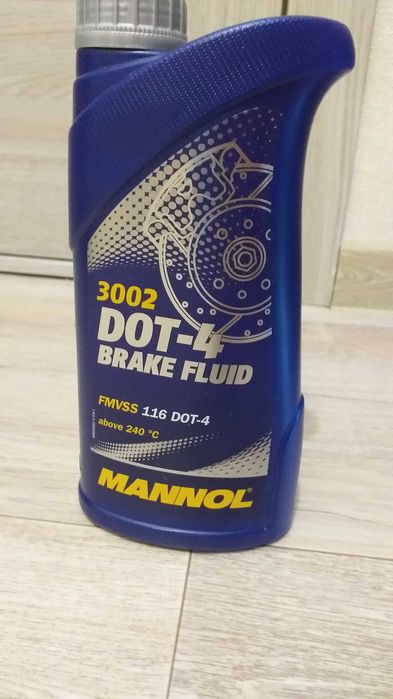 3002
DOT-4
BRAKE FLUID
FMVSS 116 DOT-4
above 240 °C
MANNOL